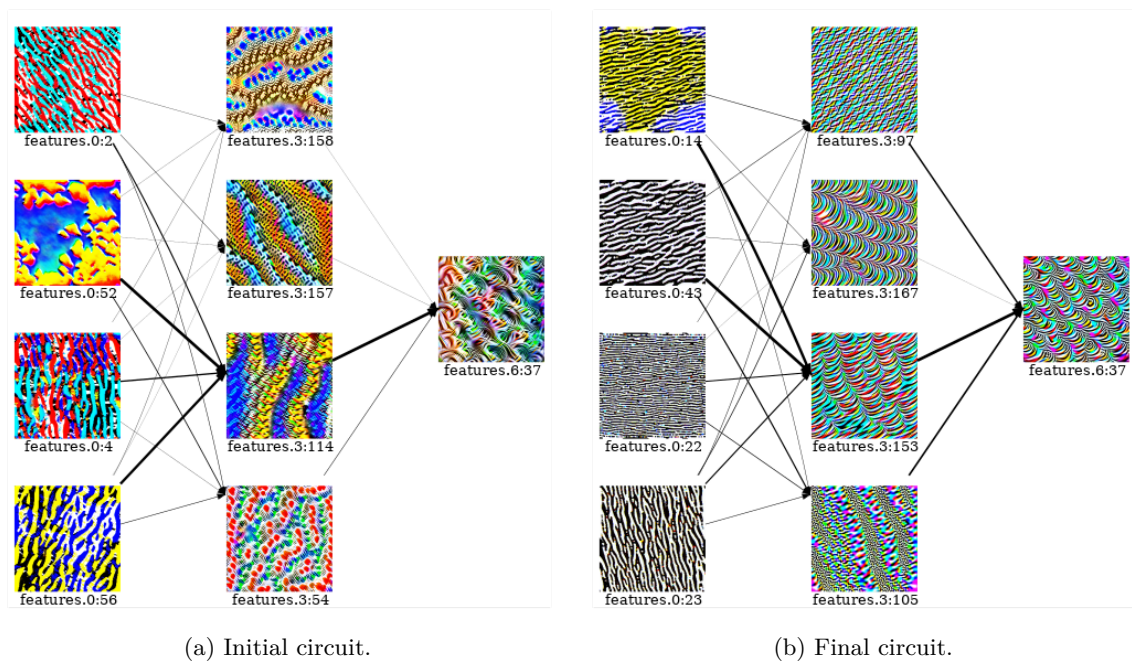 features.0:2
features.3:158
features.0:52
features.3:157
features.6:37
features.0:4
features.3:114
features.0:56
features.3:54
(a) Initial circuit.
features.0:14
features.3:97
features.0:43
features.3:167
features.6:37
features.0:22
features.3:153
features.0:23
features.3:105
(b) Final circuit.